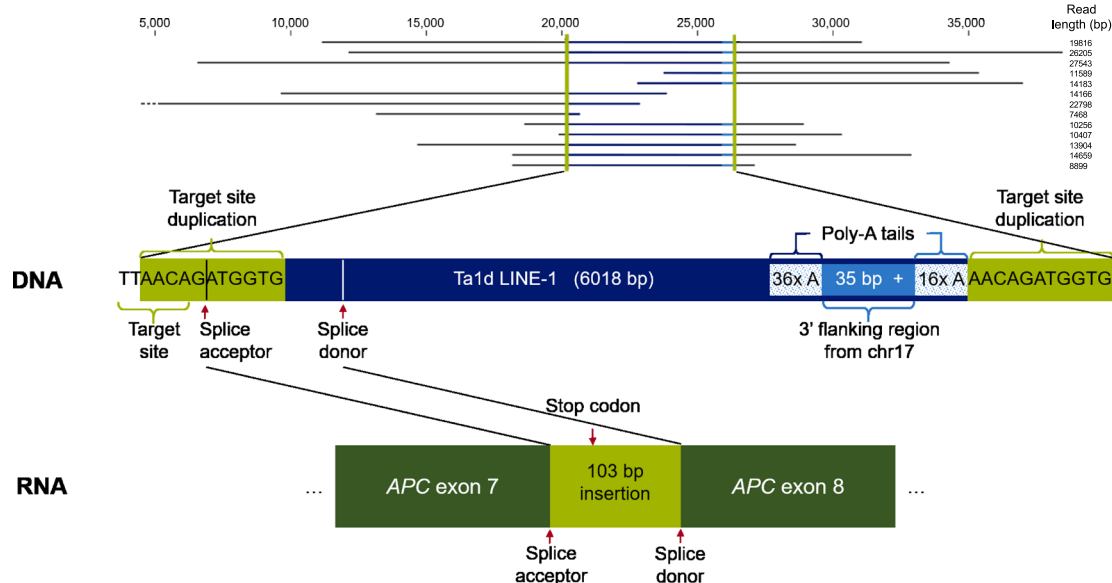 5,000 10,000 15,000 20,000 25,000 30,000 35,000
Read
length (bp)
19816
26205
27543
11589
14183
14166
22798
7468
10256
10407
13904
14659
8899
Target site
duplication
Target site
duplication
Poly-A tails
DNA
TTAACAGATGGTG
Ta1d LINE-1 (6018 bp)
36x A
35 bp +
16x A
AACAGATGGTG
Target
site
Splice
acceptor
Splice
donor
3' flanking region
from chr17
Stop codon
RNA
...
APC exon 7
103 bp
insertion
APC exon 8
...
Splice
acceptor
Splice
donor